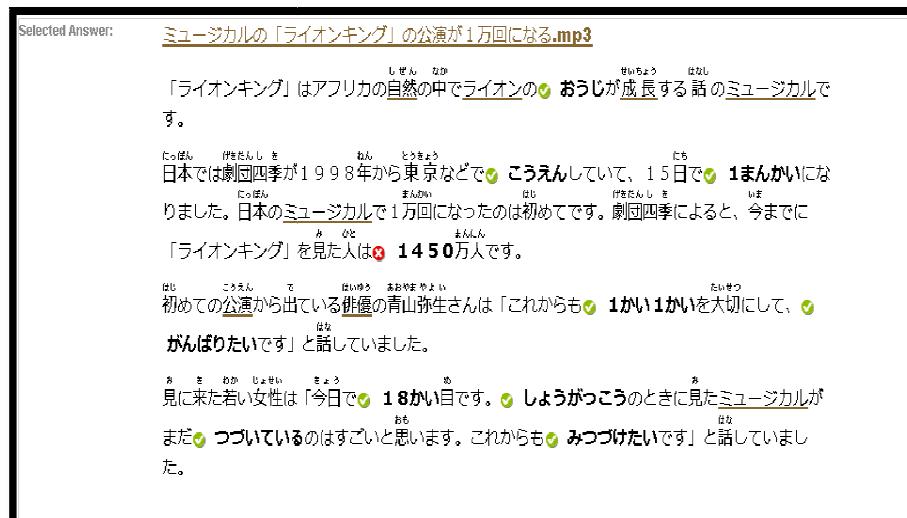 Selected Answer:
ミュージカルの「ライオンキング」の公演が１万回になる.mp3
「ライオンキング」はアフリカの自然の中でライオンの おうじが成長する話のミュージカルで
す。
日本では劇団四季が１９９８年から東京などで こうえんしていて、１５日で 1まんかいにな
りました。日本のミュージカルで１万回になったのは初めてです。劇団四季によると、今までに
「ライオンキング」を見た人は １４５０万人です。
初めての公演から出ている俳優の青山弥生さんは「これからも 1かい1かいを大切にして、
がんばりたいです」と話していました。
見に来た若い女性は「今日で １８かい目です。 しょうがっこうのときに見たミュージカルが
まだ つづいているのはすごいと思います。これからも みつづけたいです」と話していまし
た。